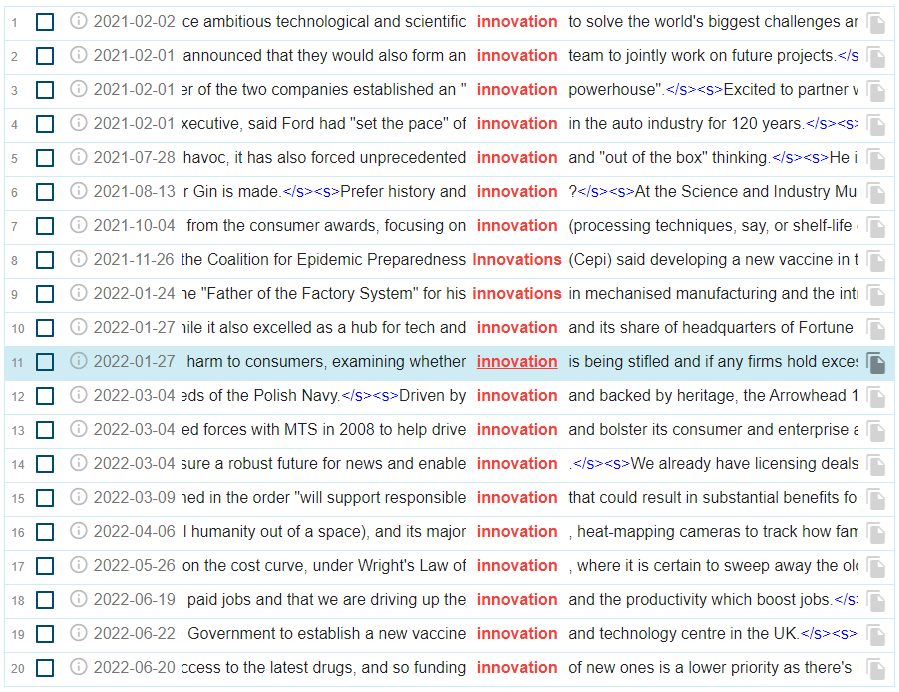 1 2021-02-02 ce ambitious technological and scientific innovation to solve the world's biggest challenges ar
2 2021-02-01 announced that they would also form an innovation team to jointly work on future projects.</s
3 2021-02-01 er of the two companies established an " innovation powerhouse".</s><s>Excited to partner w
4 2021-02-01 xecutive, said Ford had "set the pace" of innovation in the auto industry for 120 years.</s><s>
5 2021-07-28 havoc, it has also forced unprecedented innovation and "out of the box" thinking.</s><s>He i
6 2021-08-13 r Gin is made.</s><s>Prefer history and innovation ?</s><s>At the Science and Industry Mu
7 2021-10-04 from the consumer awards, focusing on innovation (processing techniques, say, or shelf-life
8 2021-11-26 the Coalition for Epidemic Preparedness Innovations (Cepi) said developing a new vaccine in t
9 2022-01-24 ne "Father of the Factory System" for his innovations in mechanised manufacturing and the int
10 2022-01-27 hile it also excelled as a hub for tech and innovation and its share of headquarters of Fortune
11 2022-01-27 harm to consumers, examining whether innovation is being stifled and if any firms hold exces
12 2022-03-04 eds of the Polish Navy.</s><s>Driven by innovation and backed by heritage, the Arrowhead 1
13 2022-03-04 ed forces with MTS in 2008 to help drive innovation and bolster its consumer and enterprise a
14 2022-03-04 sure a robust future for news and enable innovation .</s><s>We already have licensing deals
15 2022-03-09 ned in the order "will support responsible innovation that could result in substantial benefits fo
16 2022-04-06 l humanity out of a space), and its major innovation , heat-mapping cameras to track how fam
17 2022-05-26 on the cost curve, under Wright's Law of innovation , where it is certain to sweep away the old
18 2022-06-19 paid jobs and that we are driving up the innovation and the productivity which boost jobs.</s
19 2022-06-22 Government to establish a new vaccine innovation and technology centre in the UK.</s><s>
20 2022-06-20 ccess to the latest drugs, and so funding innovation of new ones is a lower priority as there's